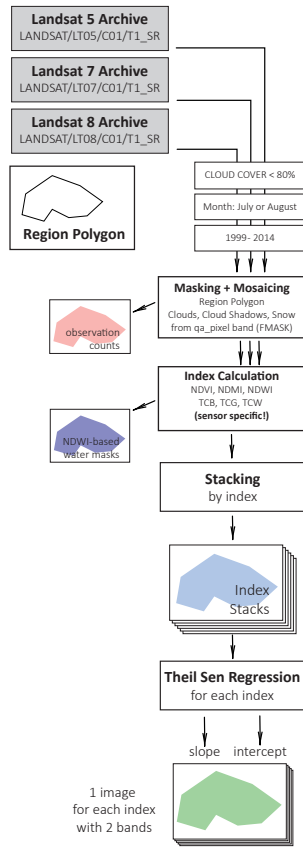 Landsat 5 Archive
LANDSAT/LT05/C01/T1_SR
Landsat 7 Archive
LANDSAT/LT07/C01/T1_SR
Landsat 8 Archive
LANDSAT/LT08/C01/T1_SR
CLOUD COVER < 80%
Month: July or August
1999- 2014
Region Polygon
Masking + Mosaicing
Region Polygon
Clouds, Cloud Shadows, Snow
from qa_pixel band (FMASK)
observation
counts
Index Calculation
NDVI, NDMI, NDWI
TCB, TCG, TCW
(sensor specific!)
NDWI-based
water masks
Stacking
by index
Index
Stacks
Theil Sen Regression
for each index
slope intercept
1 image
for each index
with 2 bands